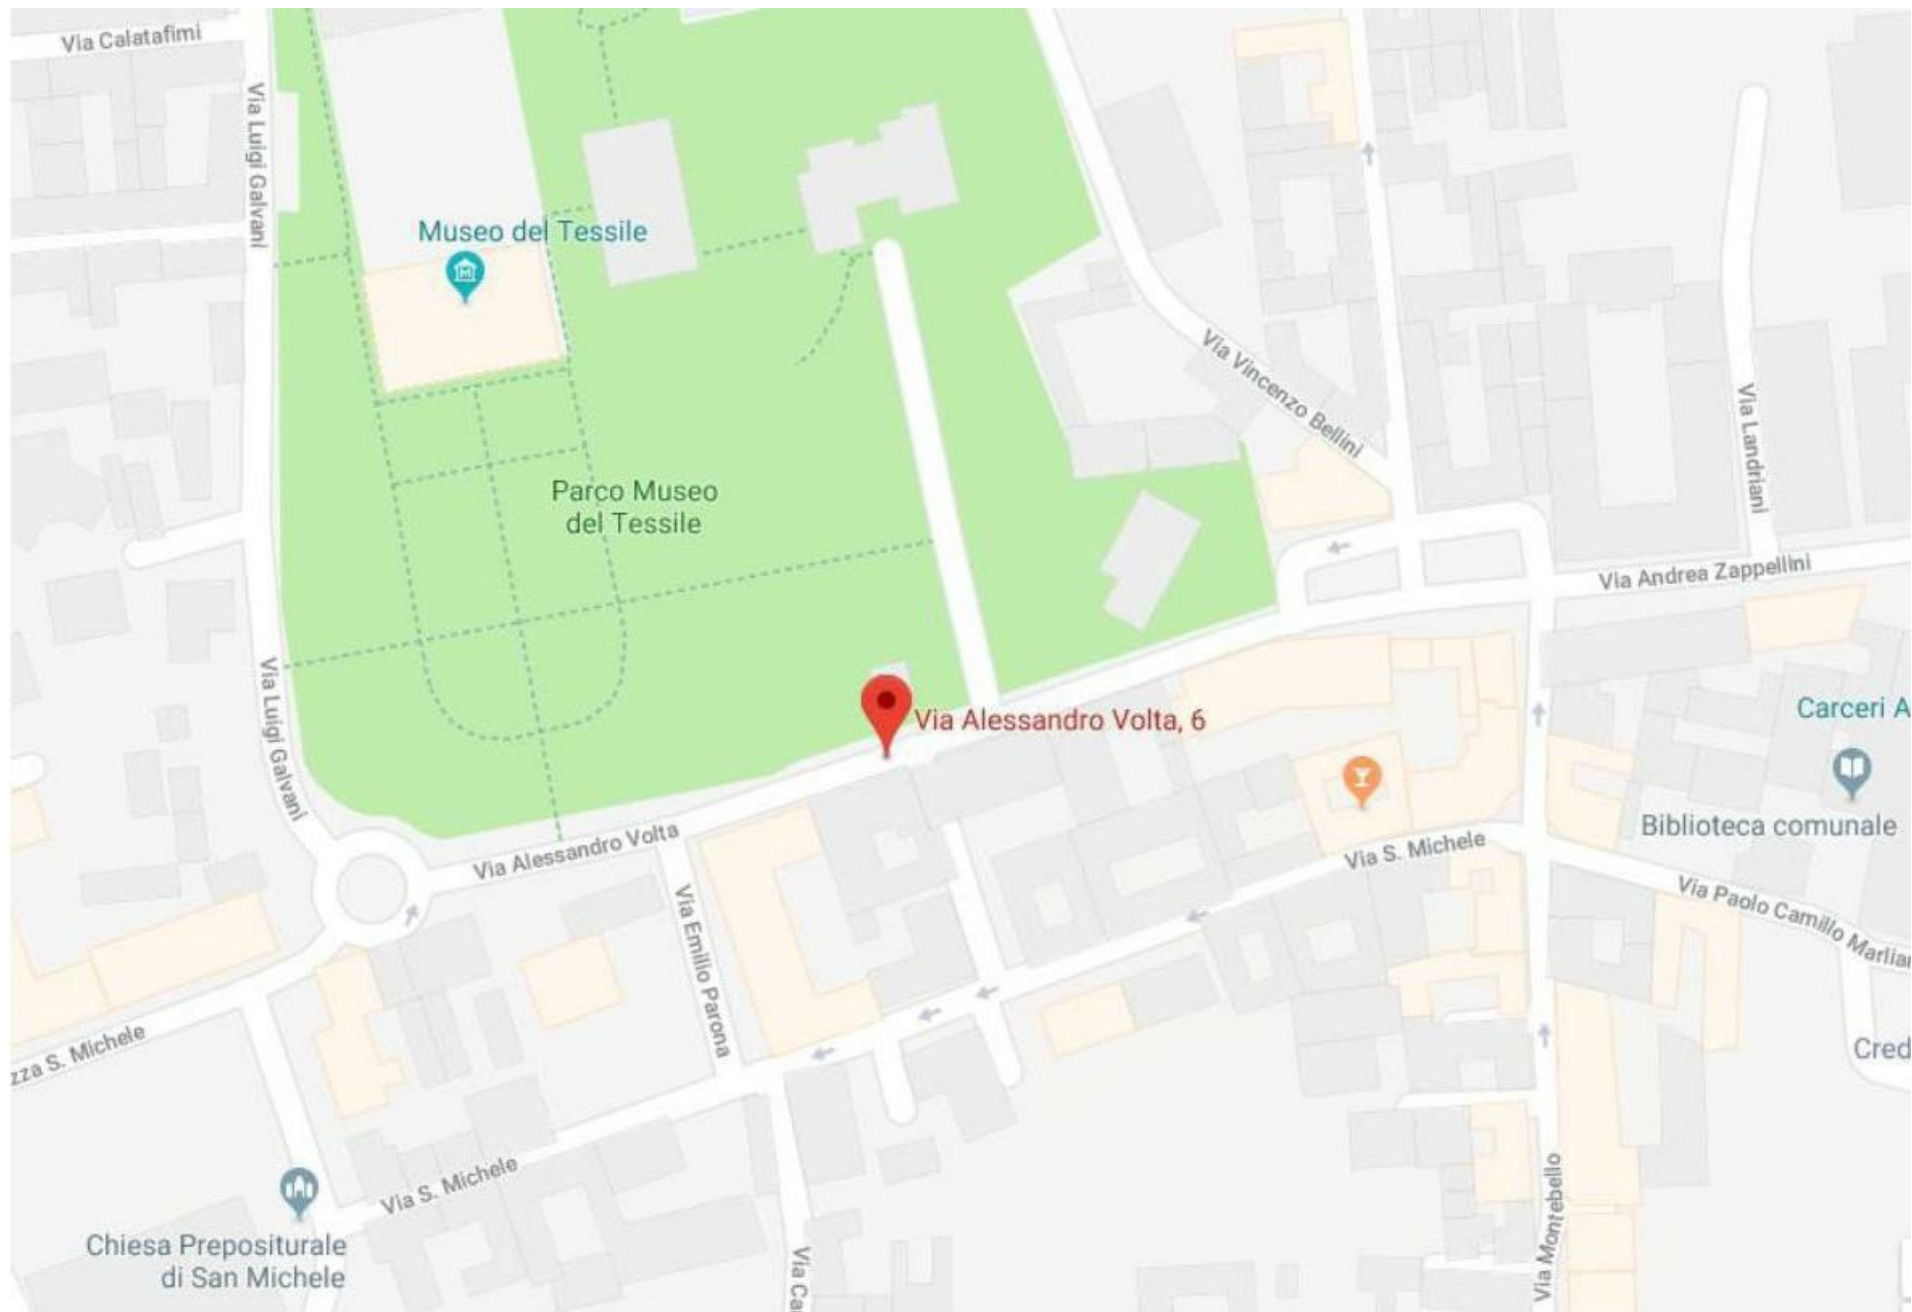 Via Calatafimi
Via Luigi Galvani
Museo del Tessile
Via Vincenzo Bellini
Via Landriani
Parco Museo
del Tessile
Via Andrea Zappellini
Via Luigi Galvani
Via Alessandro Volta, 6
Carceri A
Biblioteca comunale
Via Alessandro Volta
Via S. Michele
Via Emilio Parona
Via Paolo Camillo Marlian
zza S. Michele
Cred
Via S. Michele
Via Montebello
Chiesa Prepositurale
di San Michele
Via Ca